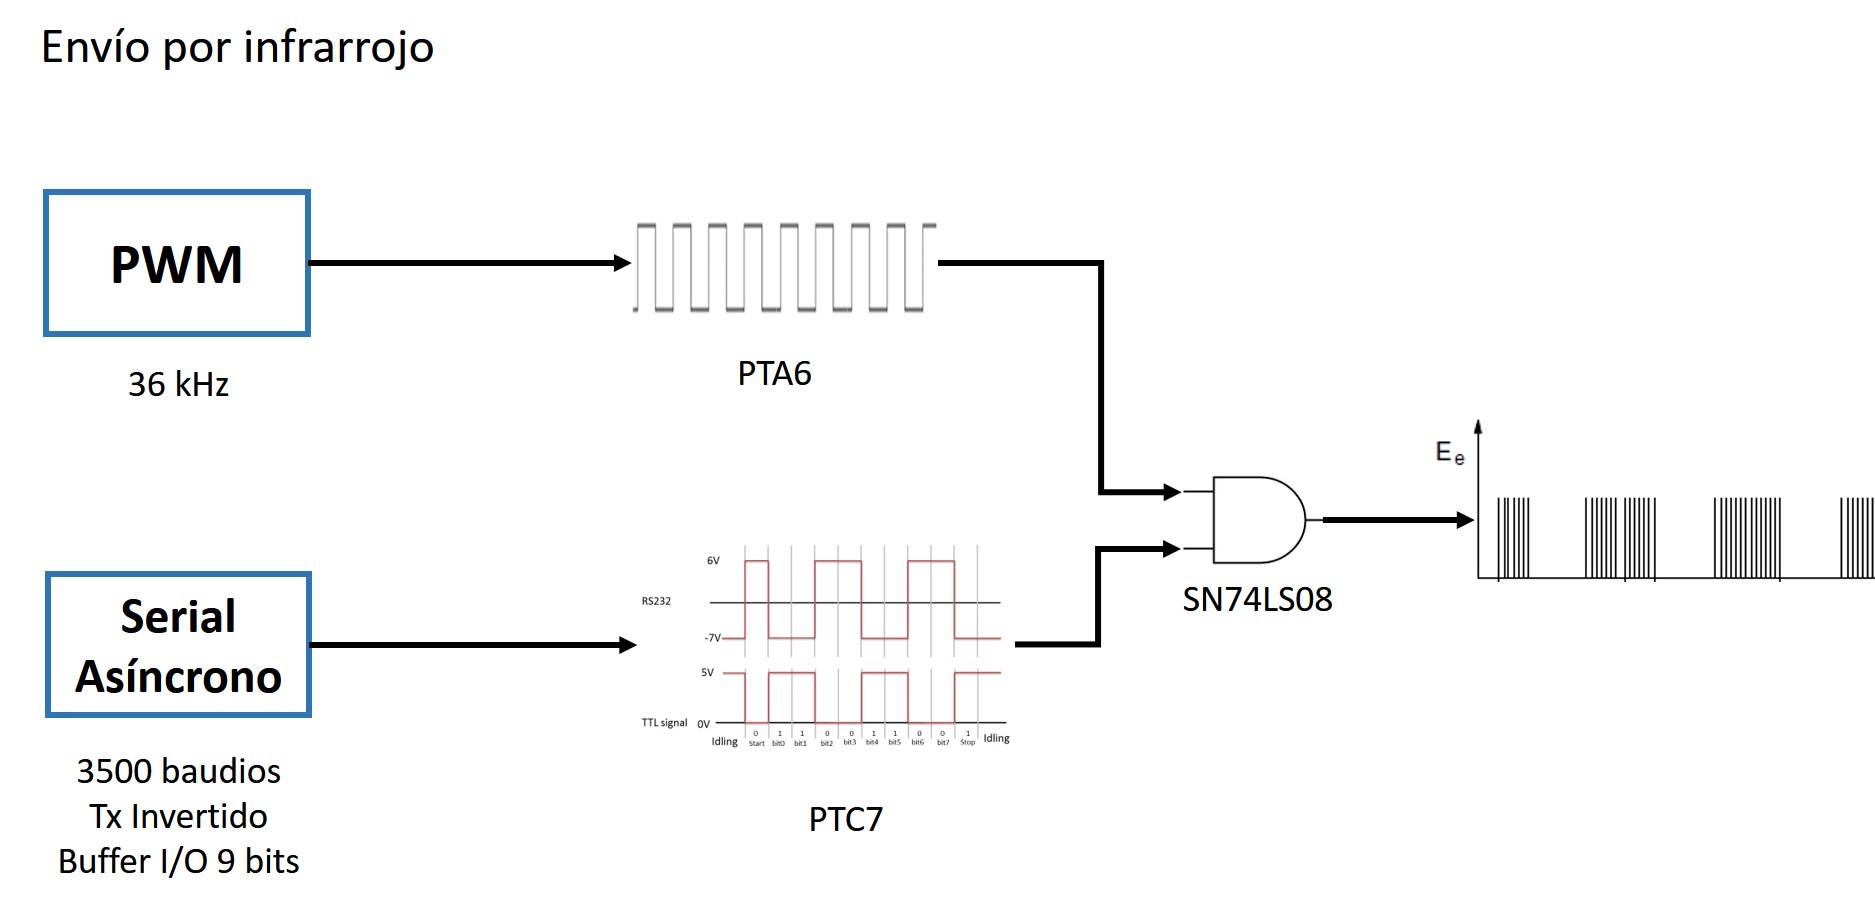 Envío por infrarrojo
PWM
36 kHz
PTA6
Serial
Asíncrono
3500 baudios
Tx Invertido
Buffer I/O 9 bits
6V
RS232
-7V
5V
TTL signal 0V
0 1 1 0 0 1 1 0 0 1
Idling Start bit0 bit1 bit2 bit3 bit4 bit5 bit6 bit7 Stop Idling
PTC7
SN74LS08
Ee